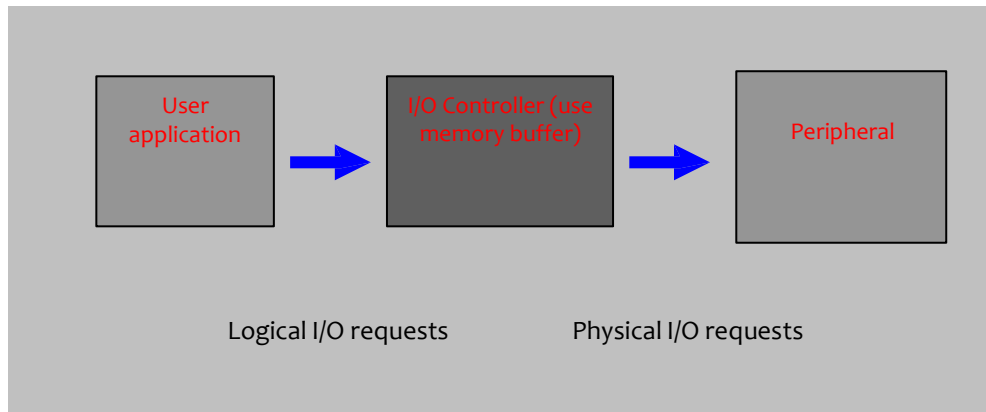 User
application
I/O Controller (use
memory buffer)
Peripheral
Logical I/O requests
Physical I/O requests